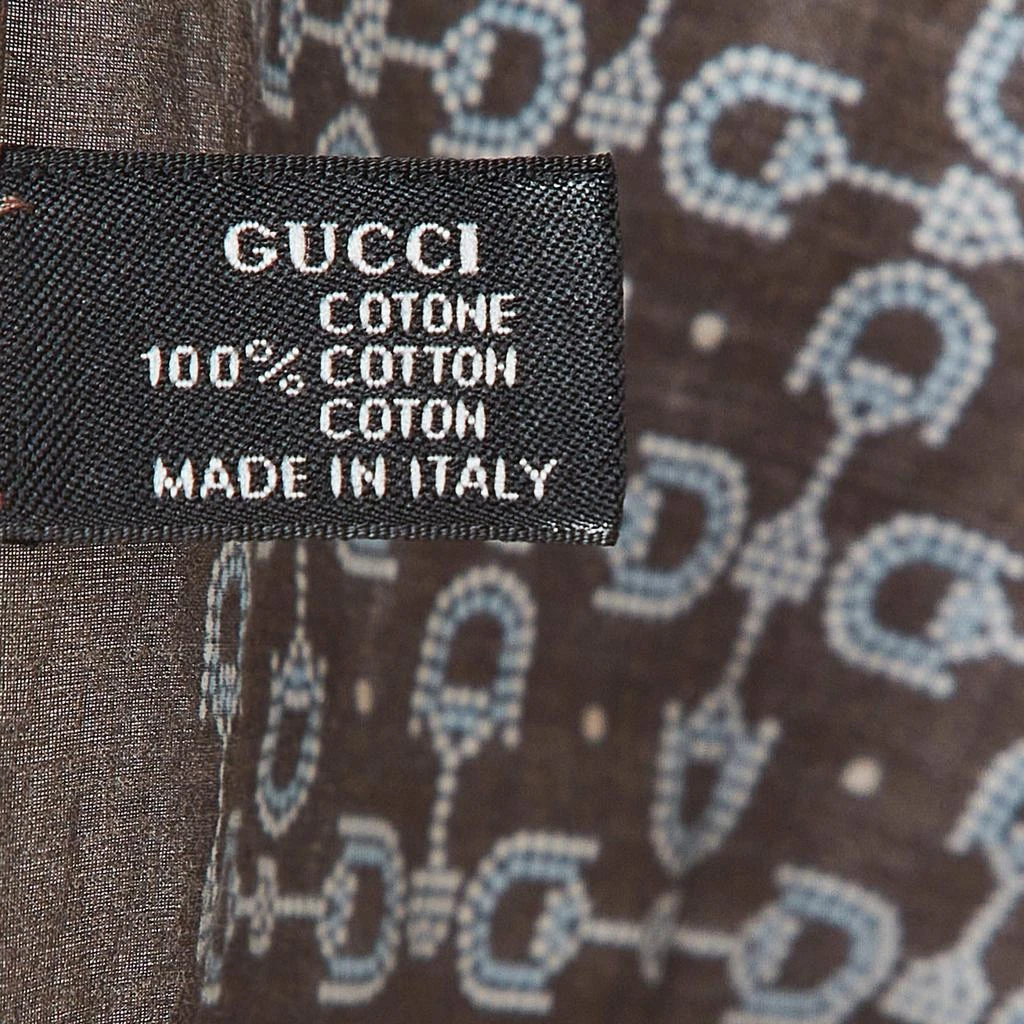 GUCCI
COTONE
100% COTTON
COTON
MADE IN ITALY